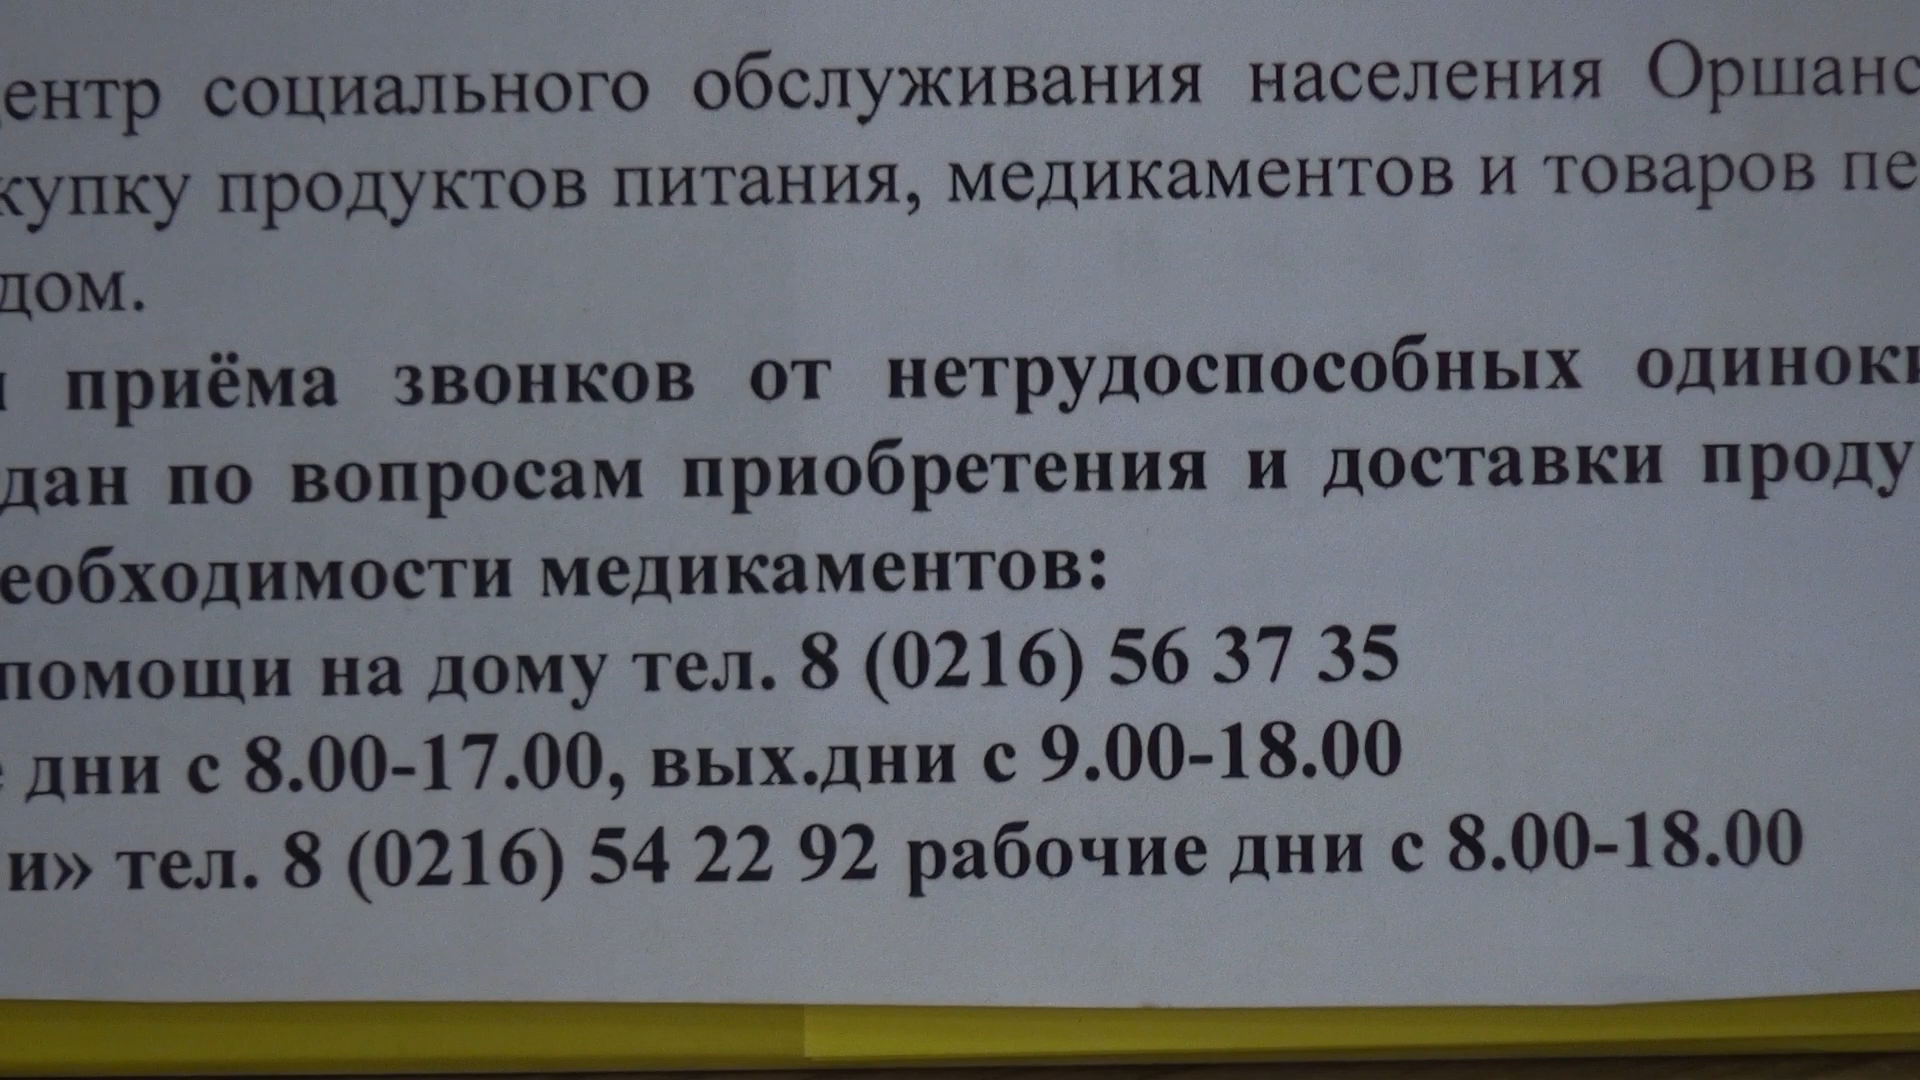 центр социального обслуживания населения Оршанс
купку продуктов питания, медикаментов и товаров пе
дом.
приёма звонков от нетрудоспособных одиноки
дан по вопросам приобретения и доставки проду
еобходимости медикаментов:
помощи на дому тел. 8 (0216) 56 37 35
е дни с 8.00-17.00, вых.дни с 9.00-18.00
и» тел. 8 (0216) 54 22 92 рабочие дни с 8.00-18.00